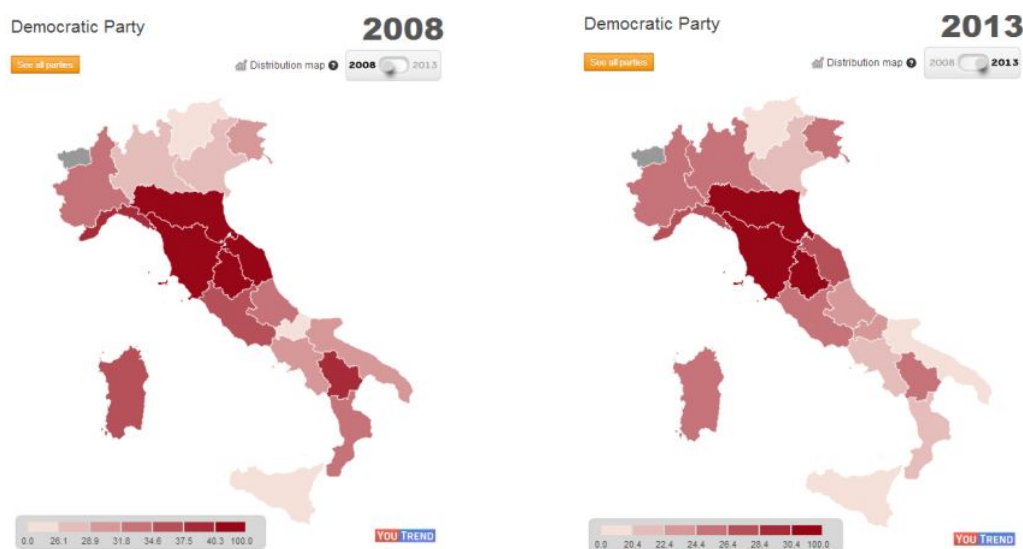 Democratic Party
2008
See all parties
Distribution map ? 2008 2013
0.0 26.1 28.9 31.8 34.6 37.5 40.3 100.0
YOU TREND
Democratic Party
2013
See all parties
Distribution map ? 2008 2013
0.0 20.4 22.4 24.4 26.4 28.4 30.4 100.0
YOU TREND